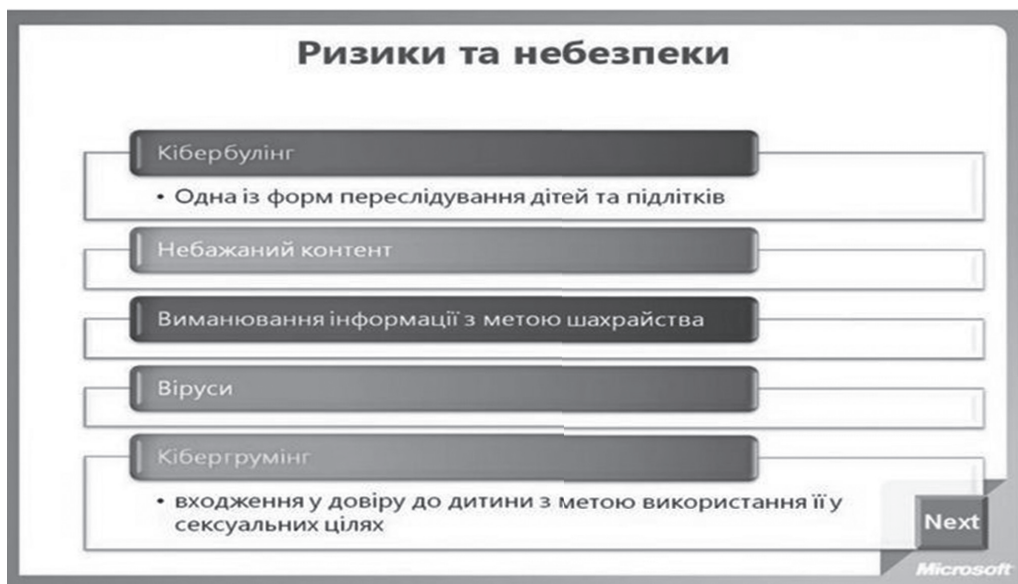 Ризики та небезпеки
Кібербулінг
• Одна із форм переслідування дітей та підлітків
Небажаний контент
Виманювання інформації з метою шахрайства
Віруси
Кібергрумінг
• входження у довіру до дитини з метою використання її у
сексуальних цілях
Next
Microsoft